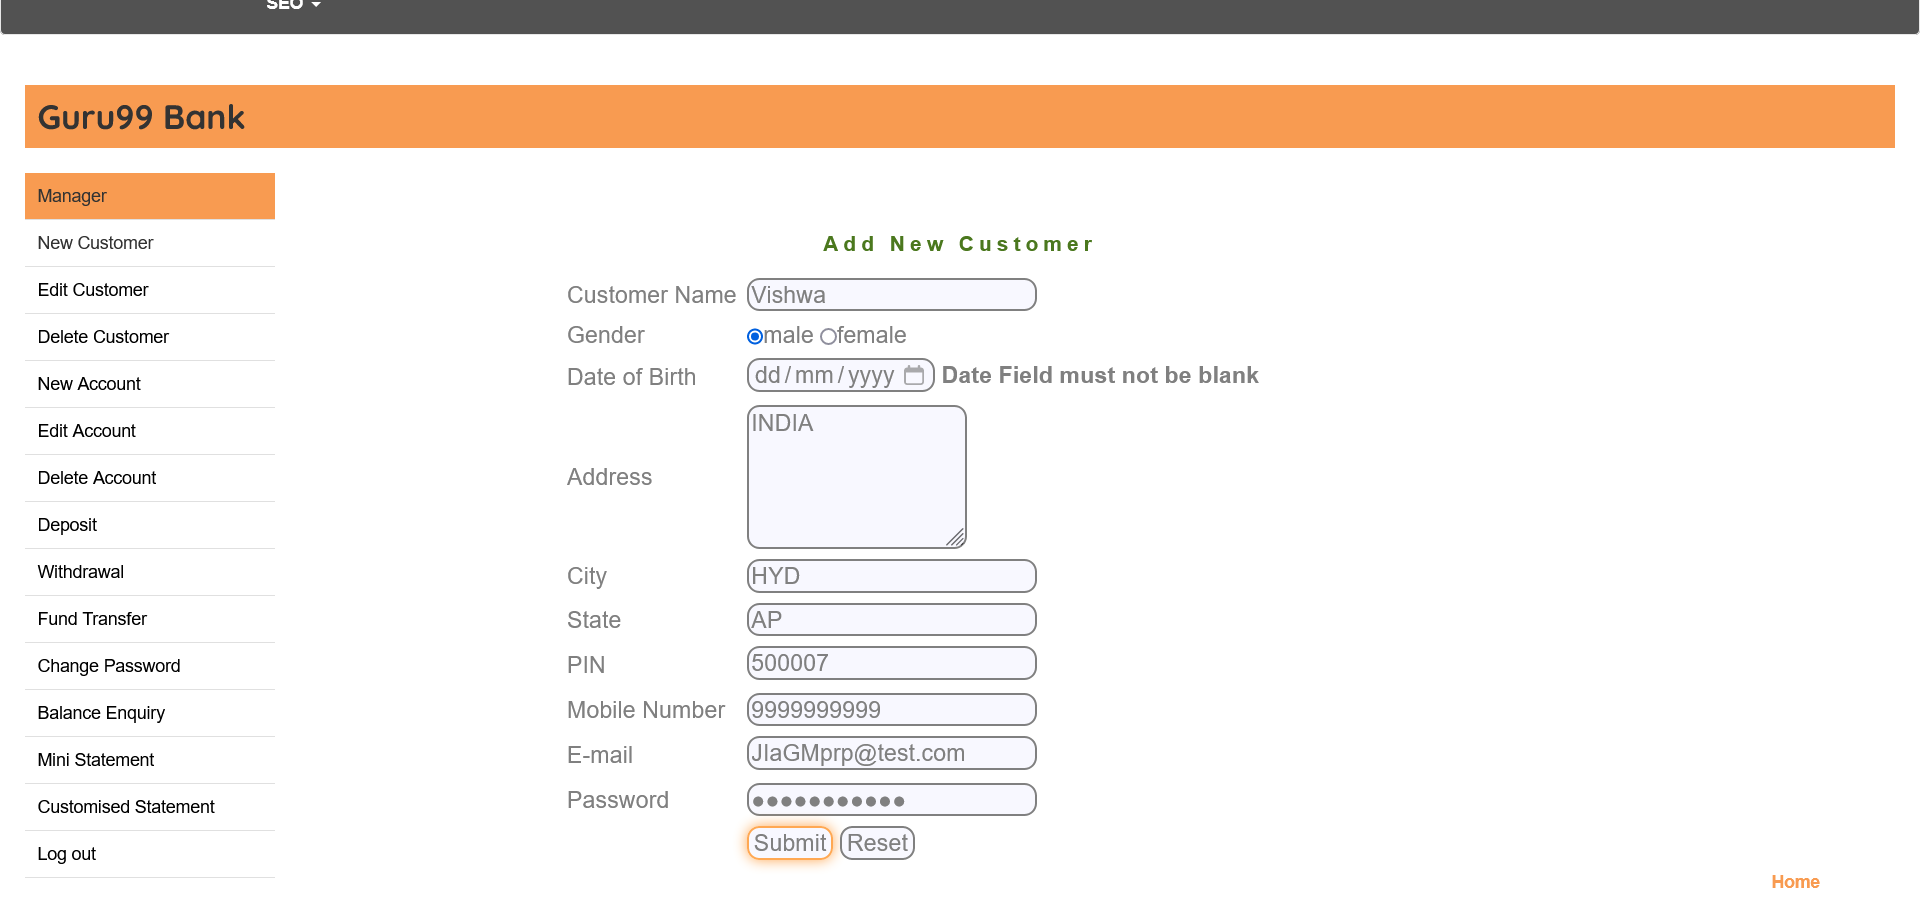 SEO
Guru99 Bank
Manager
New Customer
Edit Customer
Delete Customer
New Account
Edit Account
Delete Account
Deposit
Withdrawal
Fund Transfer
Change Password
Balance Enquiry
Mini Statement
Customised Statement
Log out
Add New Customer
Customer Name Vishwa
Gender male female
Date of Birth dd/mm/yyyy Date Field must not be blank
Address INDIA
City HYD
State AP
PIN 500007
Mobile Number 9999999999
E-mail JIaGMprp@test.com
Password •••••••••••
Submit Reset
Home